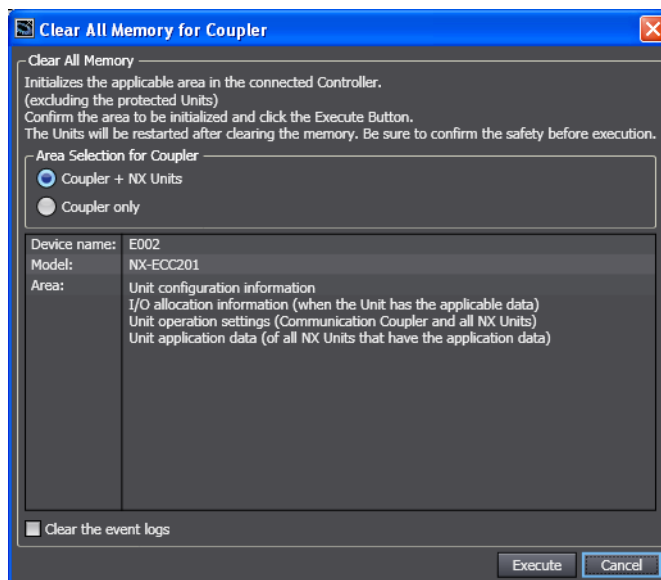 Clear All Memory for Coupler
Clear All Memory
Initializes the applicable area in the connected Controller.
(excluding the protected Units)
Confirm the area to be initialized and click the Execute Button.
The Units will be restarted after clearing the memory. Be sure to confirm the safety before execution.
Area Selection for Coupler
Coupler + NX Units
Coupler only
Device name: E002
Model: NX-ECC201
Area: Unit configuration information
I/O allocation information (when the Unit has the applicable data)
Unit operation settings (Communication Coupler and all NX Units)
Unit application data (of all NX Units that have the application data)
Clear the event logs
Execute Cancel